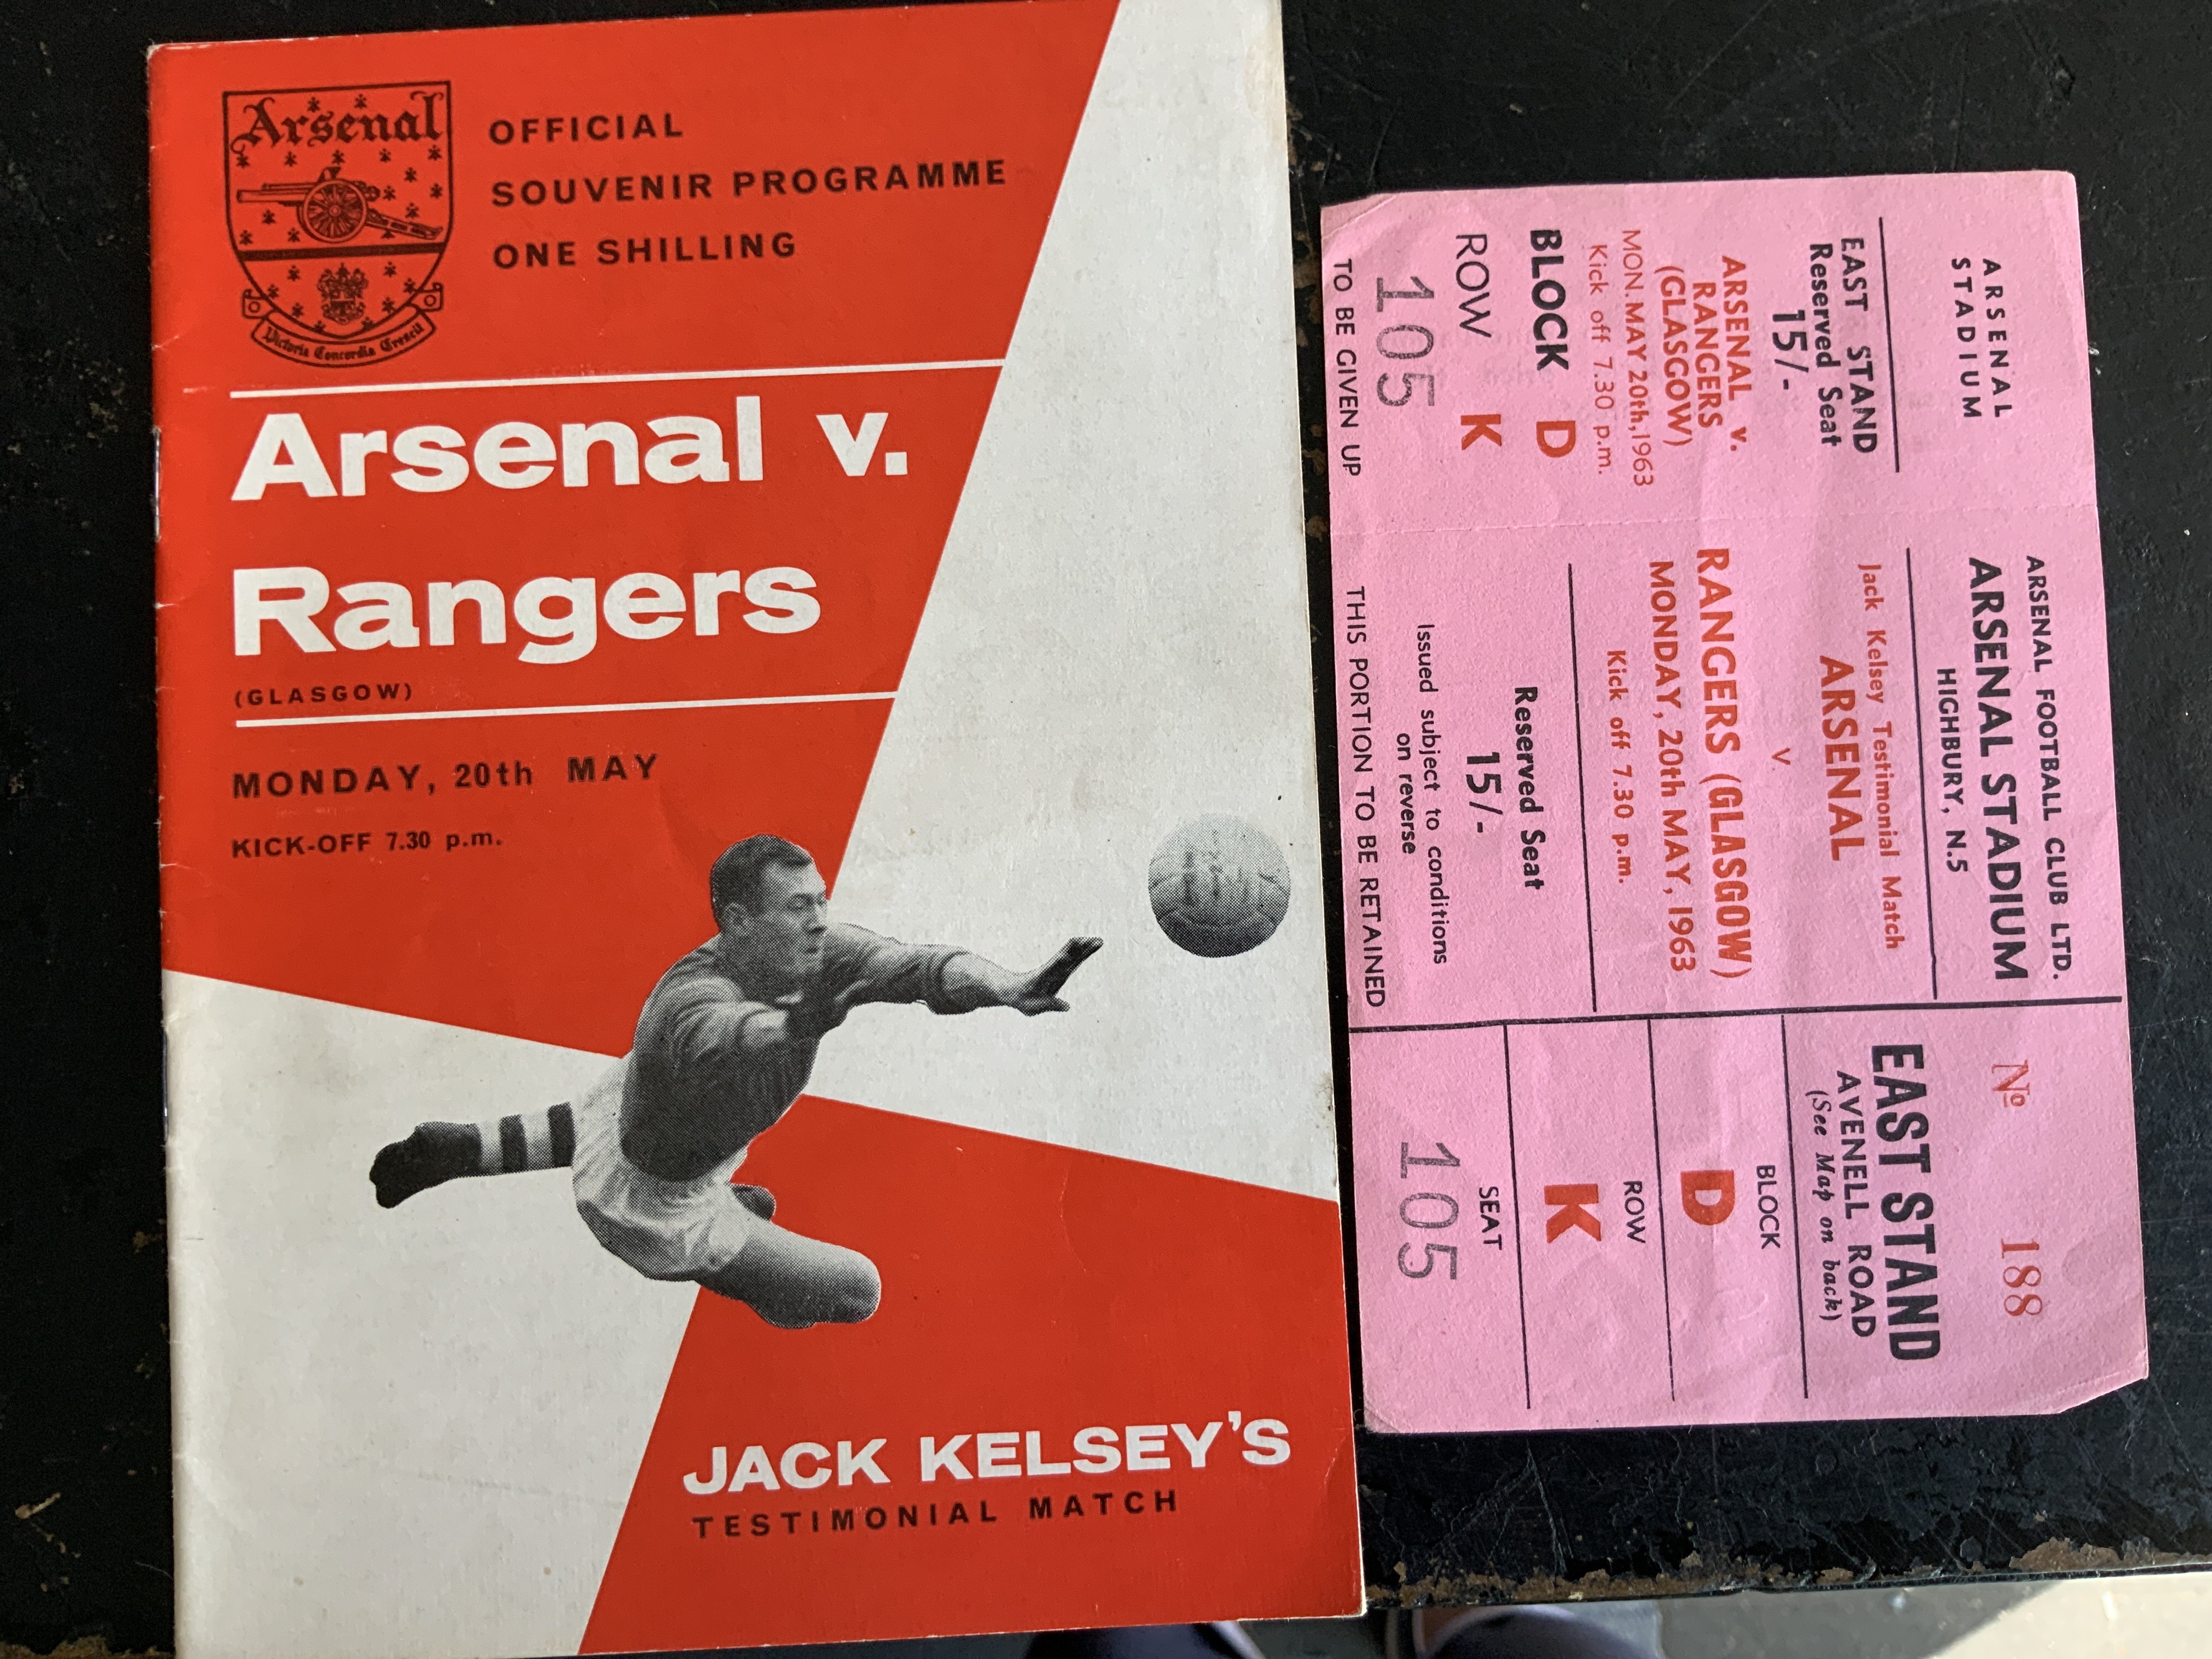 Arsenal
Victoria Concordia Crescit
OFFICIAL
SOUVENIR PROGRAMME
ONE SHILLING
Arsenal v.
Rangers
(GLASGOW)
MONDAY, 20th MAY
KICK-OFF 7.30 p.m.
JACK KELSEY'S
TESTIMONIAL MATCH
ARSENAL
STADIUM
EAST STAND
Reserved Seat
15/-
ARSENAL v.
RANGERS
(GLASGOW)
MON. MAY 20th, 1963
Kick off 7.30 p.m.
BLOCK D
ROW K
105
TO BE GIVEN UP
ARSENAL FOOTBALL CLUB LTD.
ARSENAL STADIUM
HIGHBURY, N.5
Jack Kelsey Testimonial Match
ARSENAL
v.
RANGERS (GLASGOW)
MONDAY, 20th MAY, 1963
Kick off 7.30 p.m.
Reserved Seat
15/-
Issued subject to conditions
on reverse
THIS PORTION TO BE RETAINED
Nº 188
EAST STAND
AVENELL ROAD
(See Map on back)
BLOCK
D
ROW
K
SEAT
105